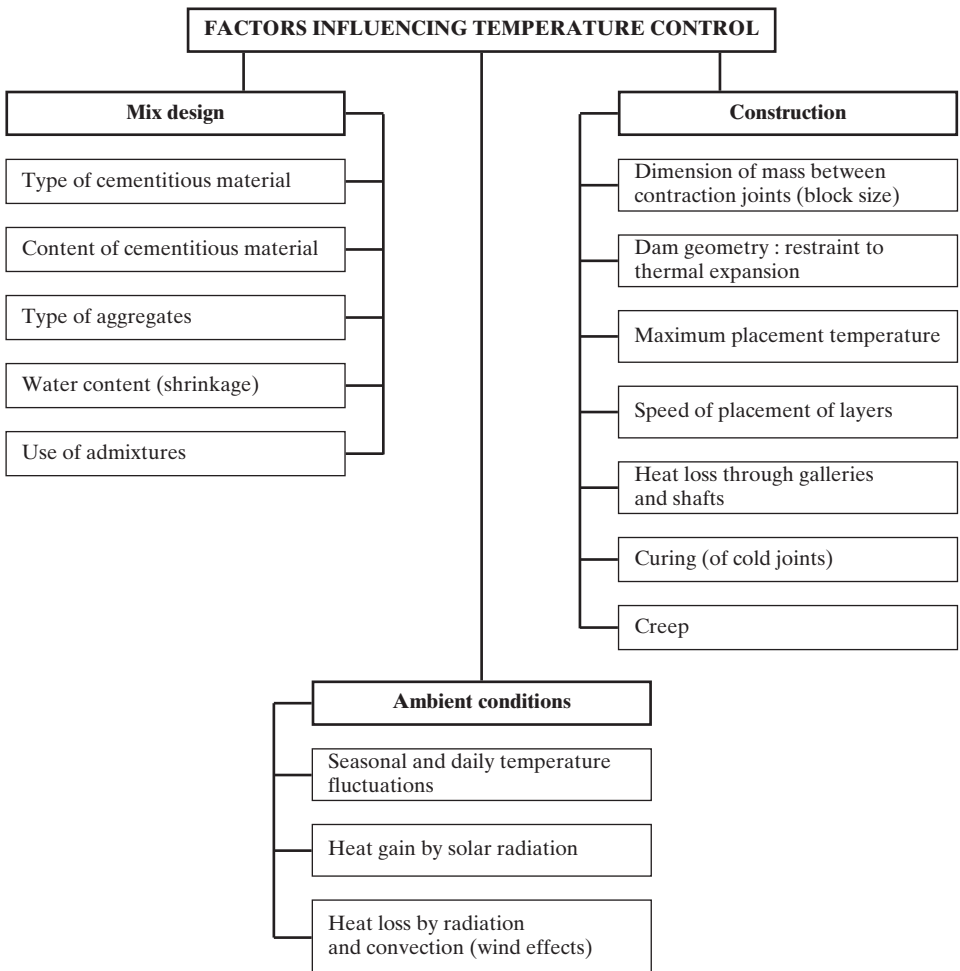 FACTORS INFLUENCING TEMPERATURE CONTROL
Mix design
Type of cementitious material
Content of cementitious material
Type of aggregates
Water content (shrinkage)
Use of admixtures
Construction
Dimension of mass between
contraction joints (block size)
Dam geometry : restraint to
thermal expansion
Maximum placement temperature
Speed of placement of layers
Heat loss through galleries
and shafts
Curing (of cold joints)
Creep
Ambient conditions
Seasonal and daily temperature
fluctuations
Heat gain by solar radiation
Heat loss by radiation
and convection (wind effects)